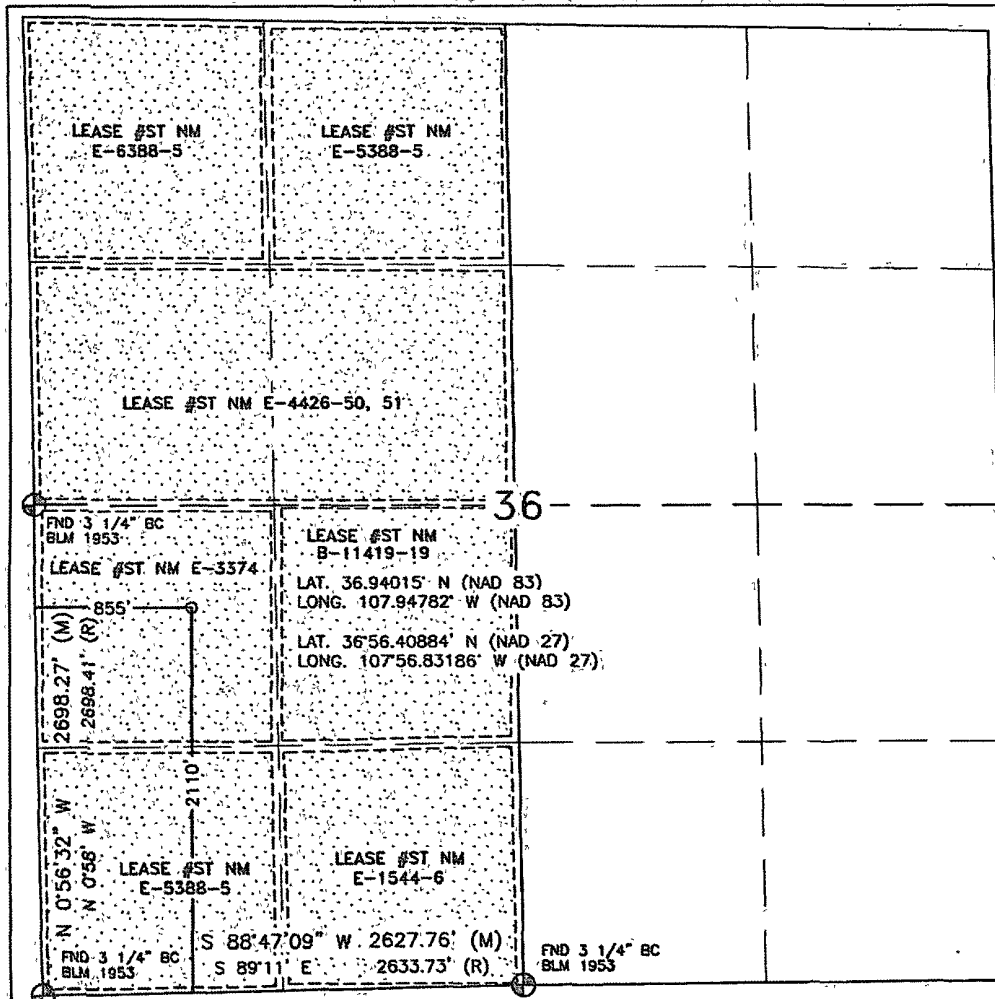 LEASE #ST NM
E-6388-5
LEASE #ST NM
E-5388-5
LEASE #ST NM E-4426-50, 51
36
FND 3 1/4" BC
BLM 1953
LEASE #ST NM E-3374
LEASE #ST NM
B-11419-19
LAT. 36.94015° N (NAD 83)
LONG. 107.94782° W (NAD 83)
LAT. 36°56.40884' N (NAD 27)
LONG. 107°56.83186' W (NAD 27)
855'
2698.27' (M)
2698.41' (R)
2110'
N 0°56'32" W
N 0°58' W
LEASE #ST NM
E-5388-5
LEASE #ST NM
E-1544-6
S 88°47'09" W 2627.76' (M)
S 89°11' E 2633.73' (R)
FND 3 1/4" BC
BLM 1953
FND 3 1/4" BC
BLM 1953